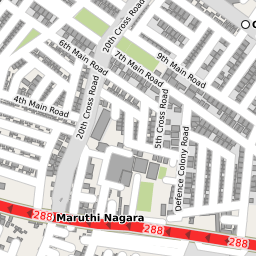 20th Cross Road
6th Main Road
7th Main Road
9th Main Road
4th Main Road
20th Cross Road
5th Cross Road
Defence Colony Road
288
Maruthi Nagara
288
288